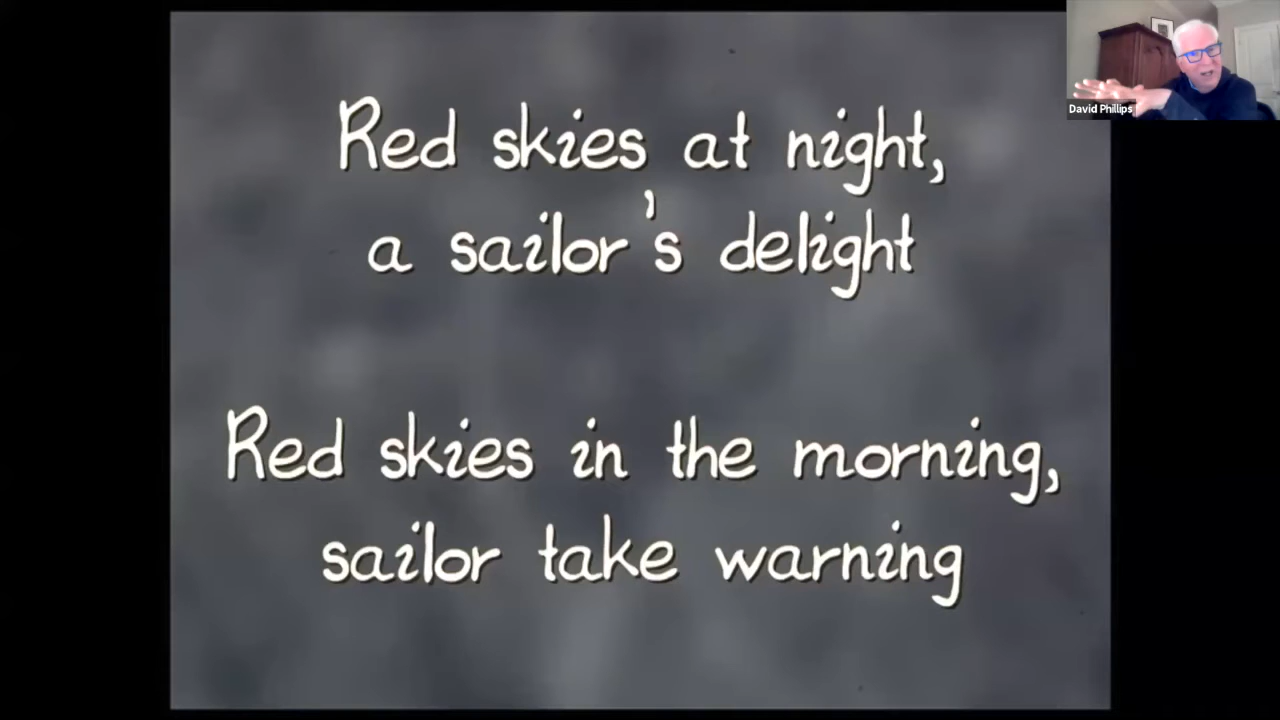 Red skies at night,
a sailor's delight
Red skies in the morning,
sailor take warning
David Phillips